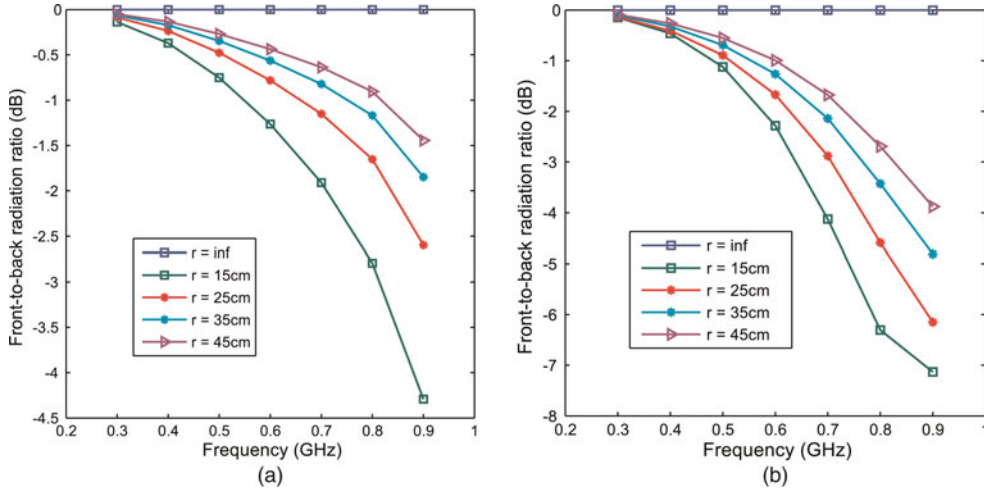 Front-to-back radiation ratio (dB)
0
-0.5
-1
-1.5
-2
-2.5
-3
-3.5
-4
-4.5
r = inf
r = 15cm
r = 25cm
r = 35cm
r = 45cm
0.2 0.3 0.4 0.5 0.6 0.7 0.8 0.9 1
Frequency (GHz)
(a)
Front-to-back radiation ratio (dB)
0
-1
-2
-3
-4
-5
-6
-7
-8
r = inf
r = 15cm
r = 25cm
r = 35cm
r = 45cm
0.2 0.3 0.4 0.5 0.6 0.7 0.8 0.9 1
Frequency (GHz)
(b)